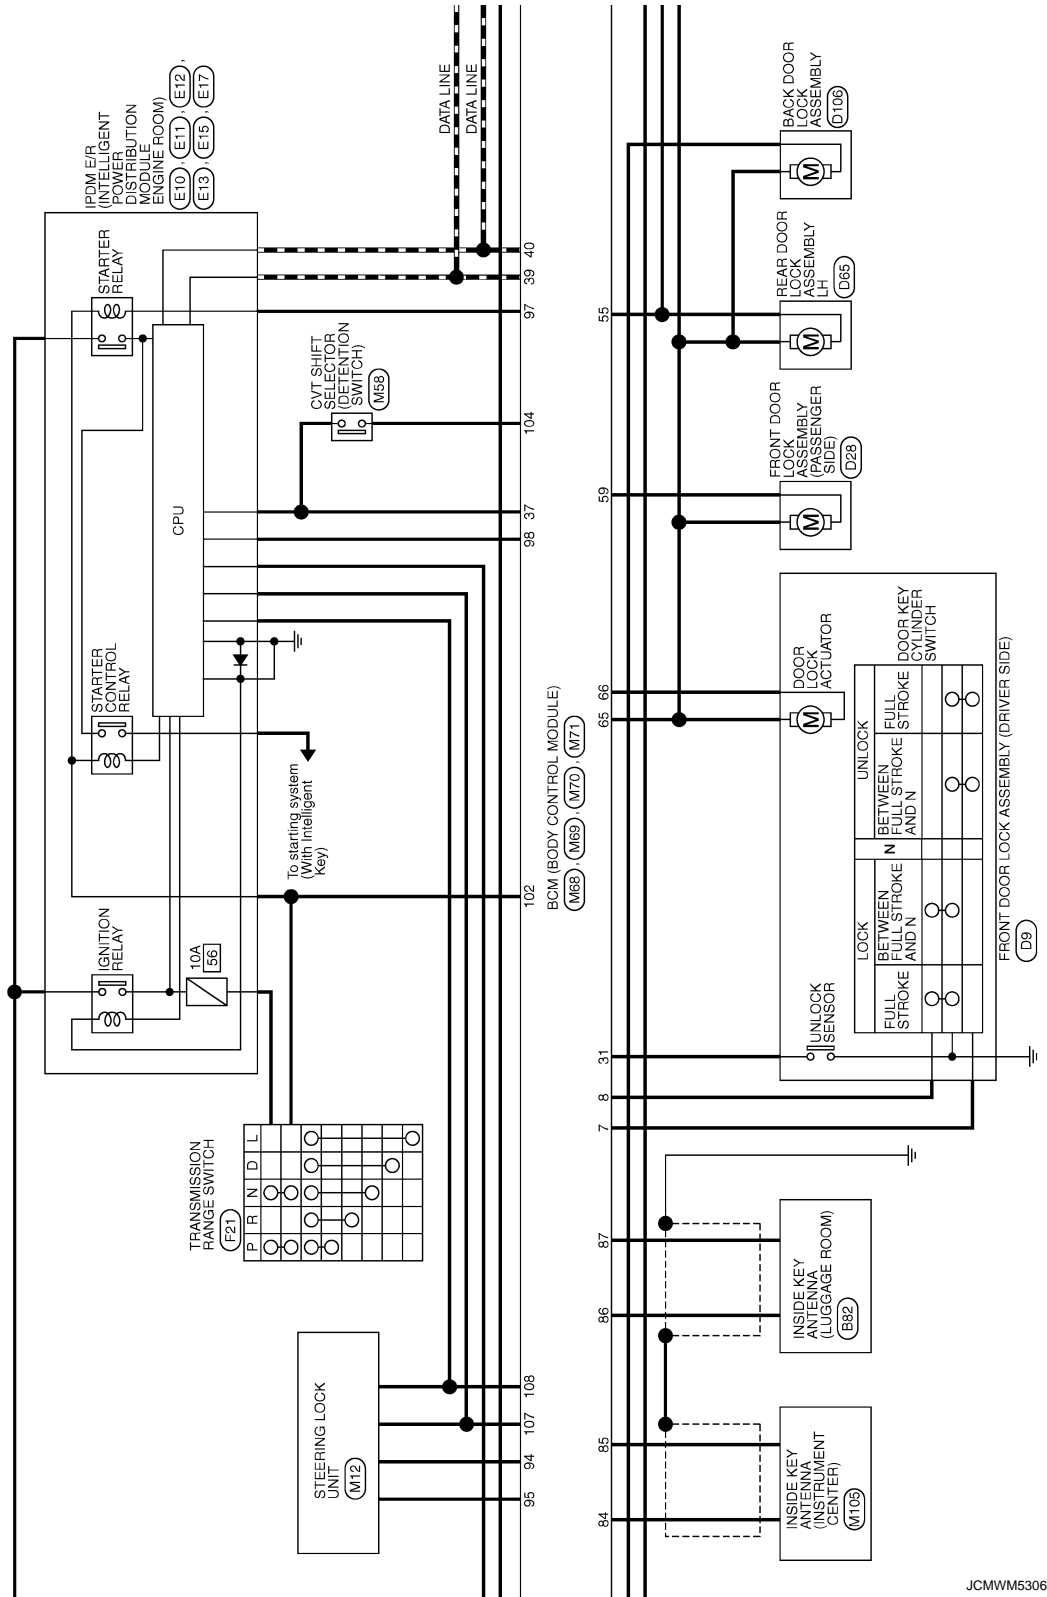 IPDM E/R
(INTELLIGENT
POWER
DISTRIBUTION
MODULE
ENGINE ROOM)
E10 , E11 , E12 ,
E13 , E15 , E17
STARTER
RELAY
STARTER
CONTROL
RELAY
IGNITION
RELAY
10A
56
CPU
To starting system
(With Intelligent
Key)
CVT SHIFT
SELECTOR
(DETENTION
SWITCH)
M58
DATA LINE
DATA LINE
TRANSMISSION
RANGE SWITCH
F21
P R N D L
STEERING LOCK
UNIT
M12
95 94 107 108 102 98 37 104 97 39 40
BCM (BODY CONTROL MODULE)
M68 , M69 , M70 , M71
84 85 86 87 7 8 31 65 66 59 55
INSIDE KEY
ANTENNA
(INSTRUMENT
CENTER)
M105
INSIDE KEY
ANTENNA
(LUGGAGE ROOM)
B82
UNLOCK
SENSOR
DOOR
LOCK
ACTUATOR
M
LOCK
N
UNLOCK
FULL
STROKE
BETWEEN
FULL STROKE
AND N
BETWEEN
FULL STROKE
AND N
FULL
STROKE
DOOR KEY
CYLINDER
SWITCH
FRONT DOOR LOCK ASSEMBLY (DRIVER SIDE)
D9
FRONT DOOR
LOCK
ASSEMBLY
(PASSENGER
SIDE)
D28
M
REAR DOOR
LOCK
ASSEMBLY
LH
D65
M
BACK DOOR
LOCK
ASSEMBLY
D106
M
JCMWM5306